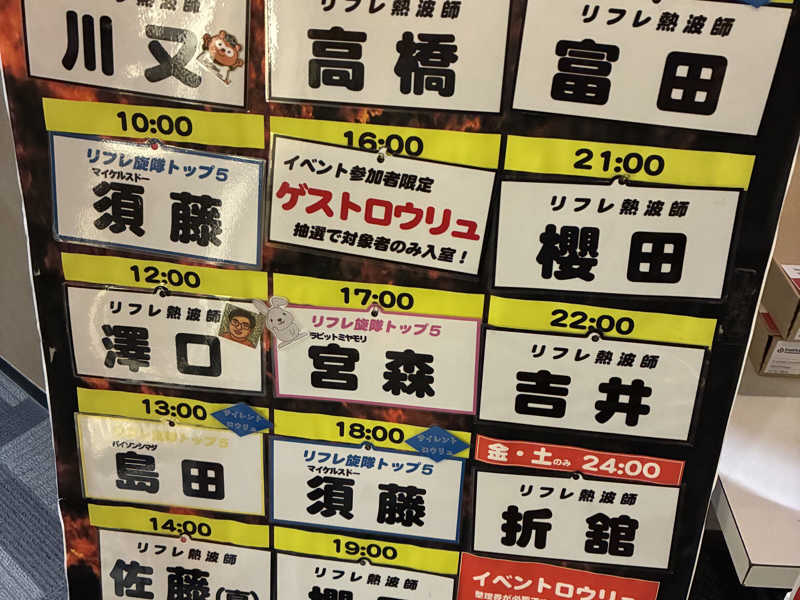 川又
10:00
リフレ旋隊トップ5
マイケルスドー
須藤
12:00
リフレ熱波師
澤口
13:00
サイレント
ロウリュ
トップ5
バイソンシマダ
島田
14:00
リフレ熱波師
佐藤
リフレ熱波師
高橋
16:00
イベント参加者限定
ゲストロウリュ
抽選で対象者のみ入室！
17:00
リフレ旋隊トップ5
ラビットミヤモリ
宮森
18:00
サイレント
ロウリュ
リフレ旋隊トップ5
マイケルスドー
須藤
19:00
リフレ熱波師
リフレ熱波師
富田
21:00
リフレ熱波師
櫻田
22:00
リフレ熱波師
吉井
金・土のみ 24:00
リフレ熱波師
折舘
イベントロウリュ